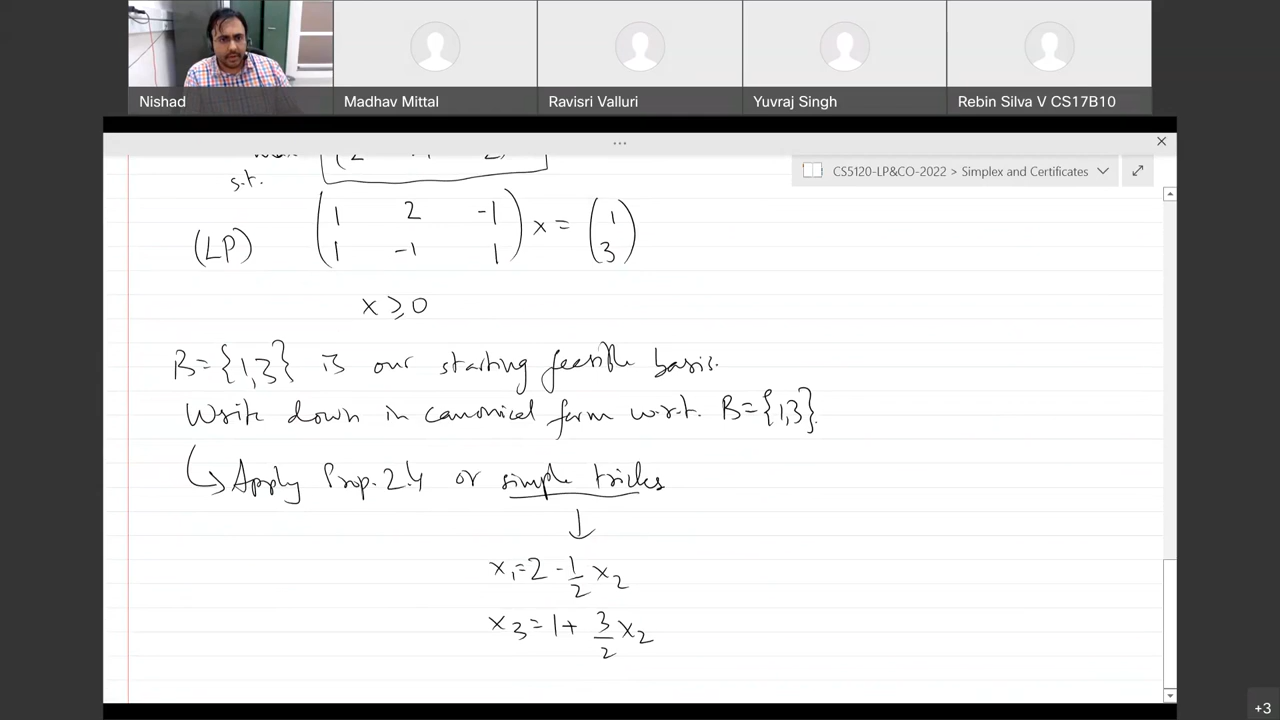 Nishad
Madhav Mittal
Ravisri Valluri
Yuvraj Singh
Rebin Silva V CS17B10
CS5120-LP&CO-2022 > Simplex and Certificates
s.t.
(LP) ( 1 2 -1 ; 1 -1 1 ) x = ( 1 ; 3 )
x ≥ 0
B={1,3} is our starting feasible basis.
Write down in canonical form w.r.t. B={1,3}.
↳ Apply Prop. 2.4 or simple tricks
↓
x₁=2 -1/2 x₂
x₃=1+ 3/2 x₂
+3